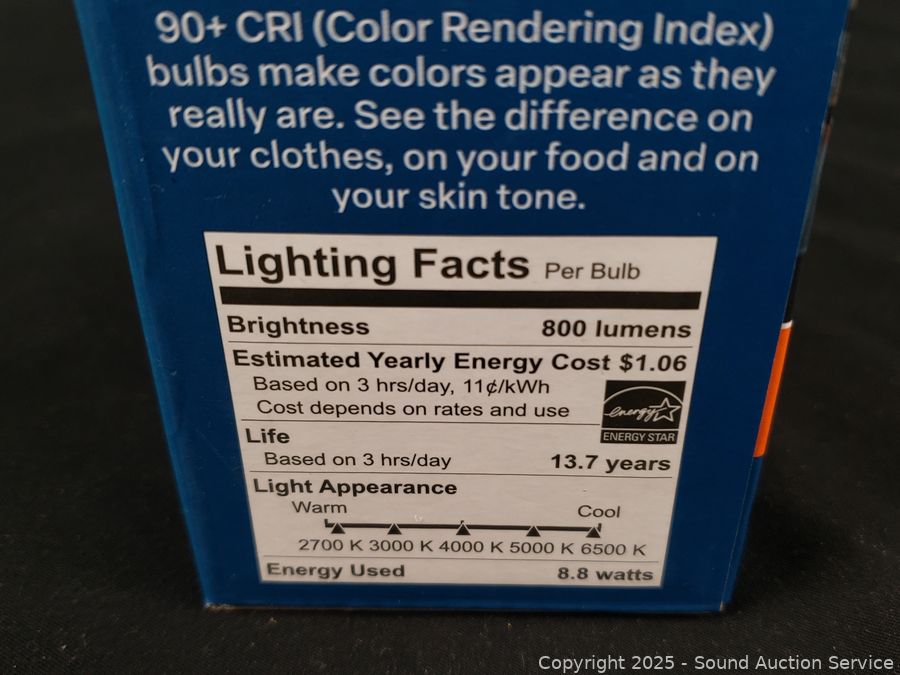 90+ CRI (Color Rendering Index)
bulbs make colors appear as they
really are. See the difference on
your clothes, on your food and on
your skin tone.
Lighting Facts Per Bulb
Brightness 800 lumens
Estimated Yearly Energy Cost $1.06
Based on 3 hrs/day, 11¢/kWh
Cost depends on rates and use
energy
ENERGY STAR
Life
Based on 3 hrs/day 13.7 years
Light Appearance
Warm Cool
2700 K 3000 K 4000 K 5000 K 6500 K
Energy Used 8.8 watts
Copyright 2025 - Sound Auction Service